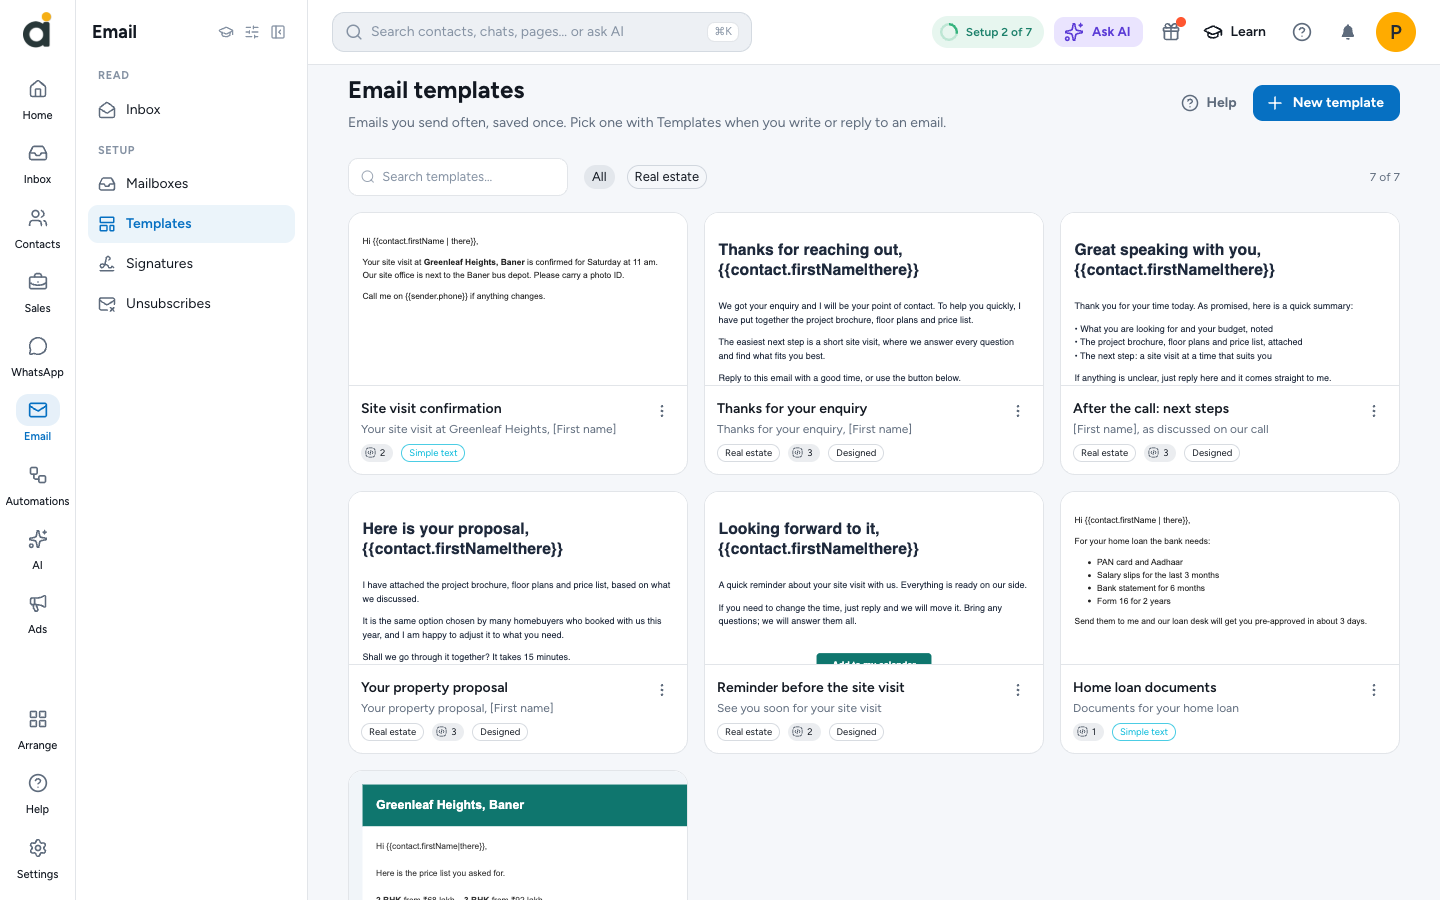 Email
Search contacts, chats, pages... or ask AI
⌘K
Setup 2 of 7
Ask AI
Learn
P
Home
Inbox
Contacts
Sales
WhatsApp
Email
Automations
AI
Ads
Arrange
Help
Settings
READ
Inbox
SETUP
Mailboxes
Templates
Signatures
Unsubscribes
Email templates
Emails you send often, saved once. Pick one with Templates when you write or reply to an email.
Help
New template
Search templates...
All
Real estate
7 of 7
Hi {{contact.firstName | there}},
Your site visit at Greenleaf Heights, Baner is confirmed for Saturday at 11 am.
Our site office is next to the Baner bus depot. Please carry a photo ID.
Call me on {{sender.phone}} if anything changes.
Site visit confirmation
Your site visit at Greenleaf Heights, [First name]
2
Simple text
Thanks for reaching out,
{{contact.firstName|there}}
We got your enquiry and I will be your point of contact. To help you quickly, I
have put together the project brochure, floor plans and price list.
The easiest next step is a short site visit, where we answer every question
and find what fits you best.
Reply to this email with a good time, or use the button below.
Thanks for your enquiry
Thanks for your enquiry, [First name]
Real estate
3
Designed
Great speaking with you,
{{contact.firstName|there}}
Thank you for your time today. As promised, here is a quick summary:
• What you are looking for and your budget, noted
• The project brochure, floor plans and price list, attached
• The next step: a site visit at a time that suits you
If anything is unclear, just reply here and it comes straight to me.
After the call: next steps
[First name], as discussed on our call
Real estate
3
Designed
Here is your proposal,
{{contact.firstName|there}}
I have attached the project brochure, floor plans and price list, based on what
we discussed.
It is the same option chosen by many homebuyers who booked with us this
year, and I am happy to adjust it to what you need.
Shall we go through it together? It takes 15 minutes.
Your property proposal
Your property proposal, [First name]
Real estate
3
Designed
Looking forward to it,
{{contact.firstName|there}}
A quick reminder about your site visit with us. Everything is ready on our side.
If you need to change the time, just reply and we will move it. Bring any
questions; we will answer them all.
Add to my calendar
Reminder before the site visit
See you soon for your site visit
Real estate
2
Designed
Hi {{contact.firstName | there}},
For your home loan the bank needs:
• PAN card and Aadhaar
• Salary slips for the last 3 months
• Bank statement for 6 months
• Form 16 for 2 years
Send them to me and our loan desk will get you pre-approved in about 3 days.
Home loan documents
Documents for your home loan
1
Simple text
Greenleaf Heights, Baner
Hi {{contact.firstName|there}},
Here is the price list you asked for.
2 BHK from ₹68 lakh 3 BHK from ₹92 lakh